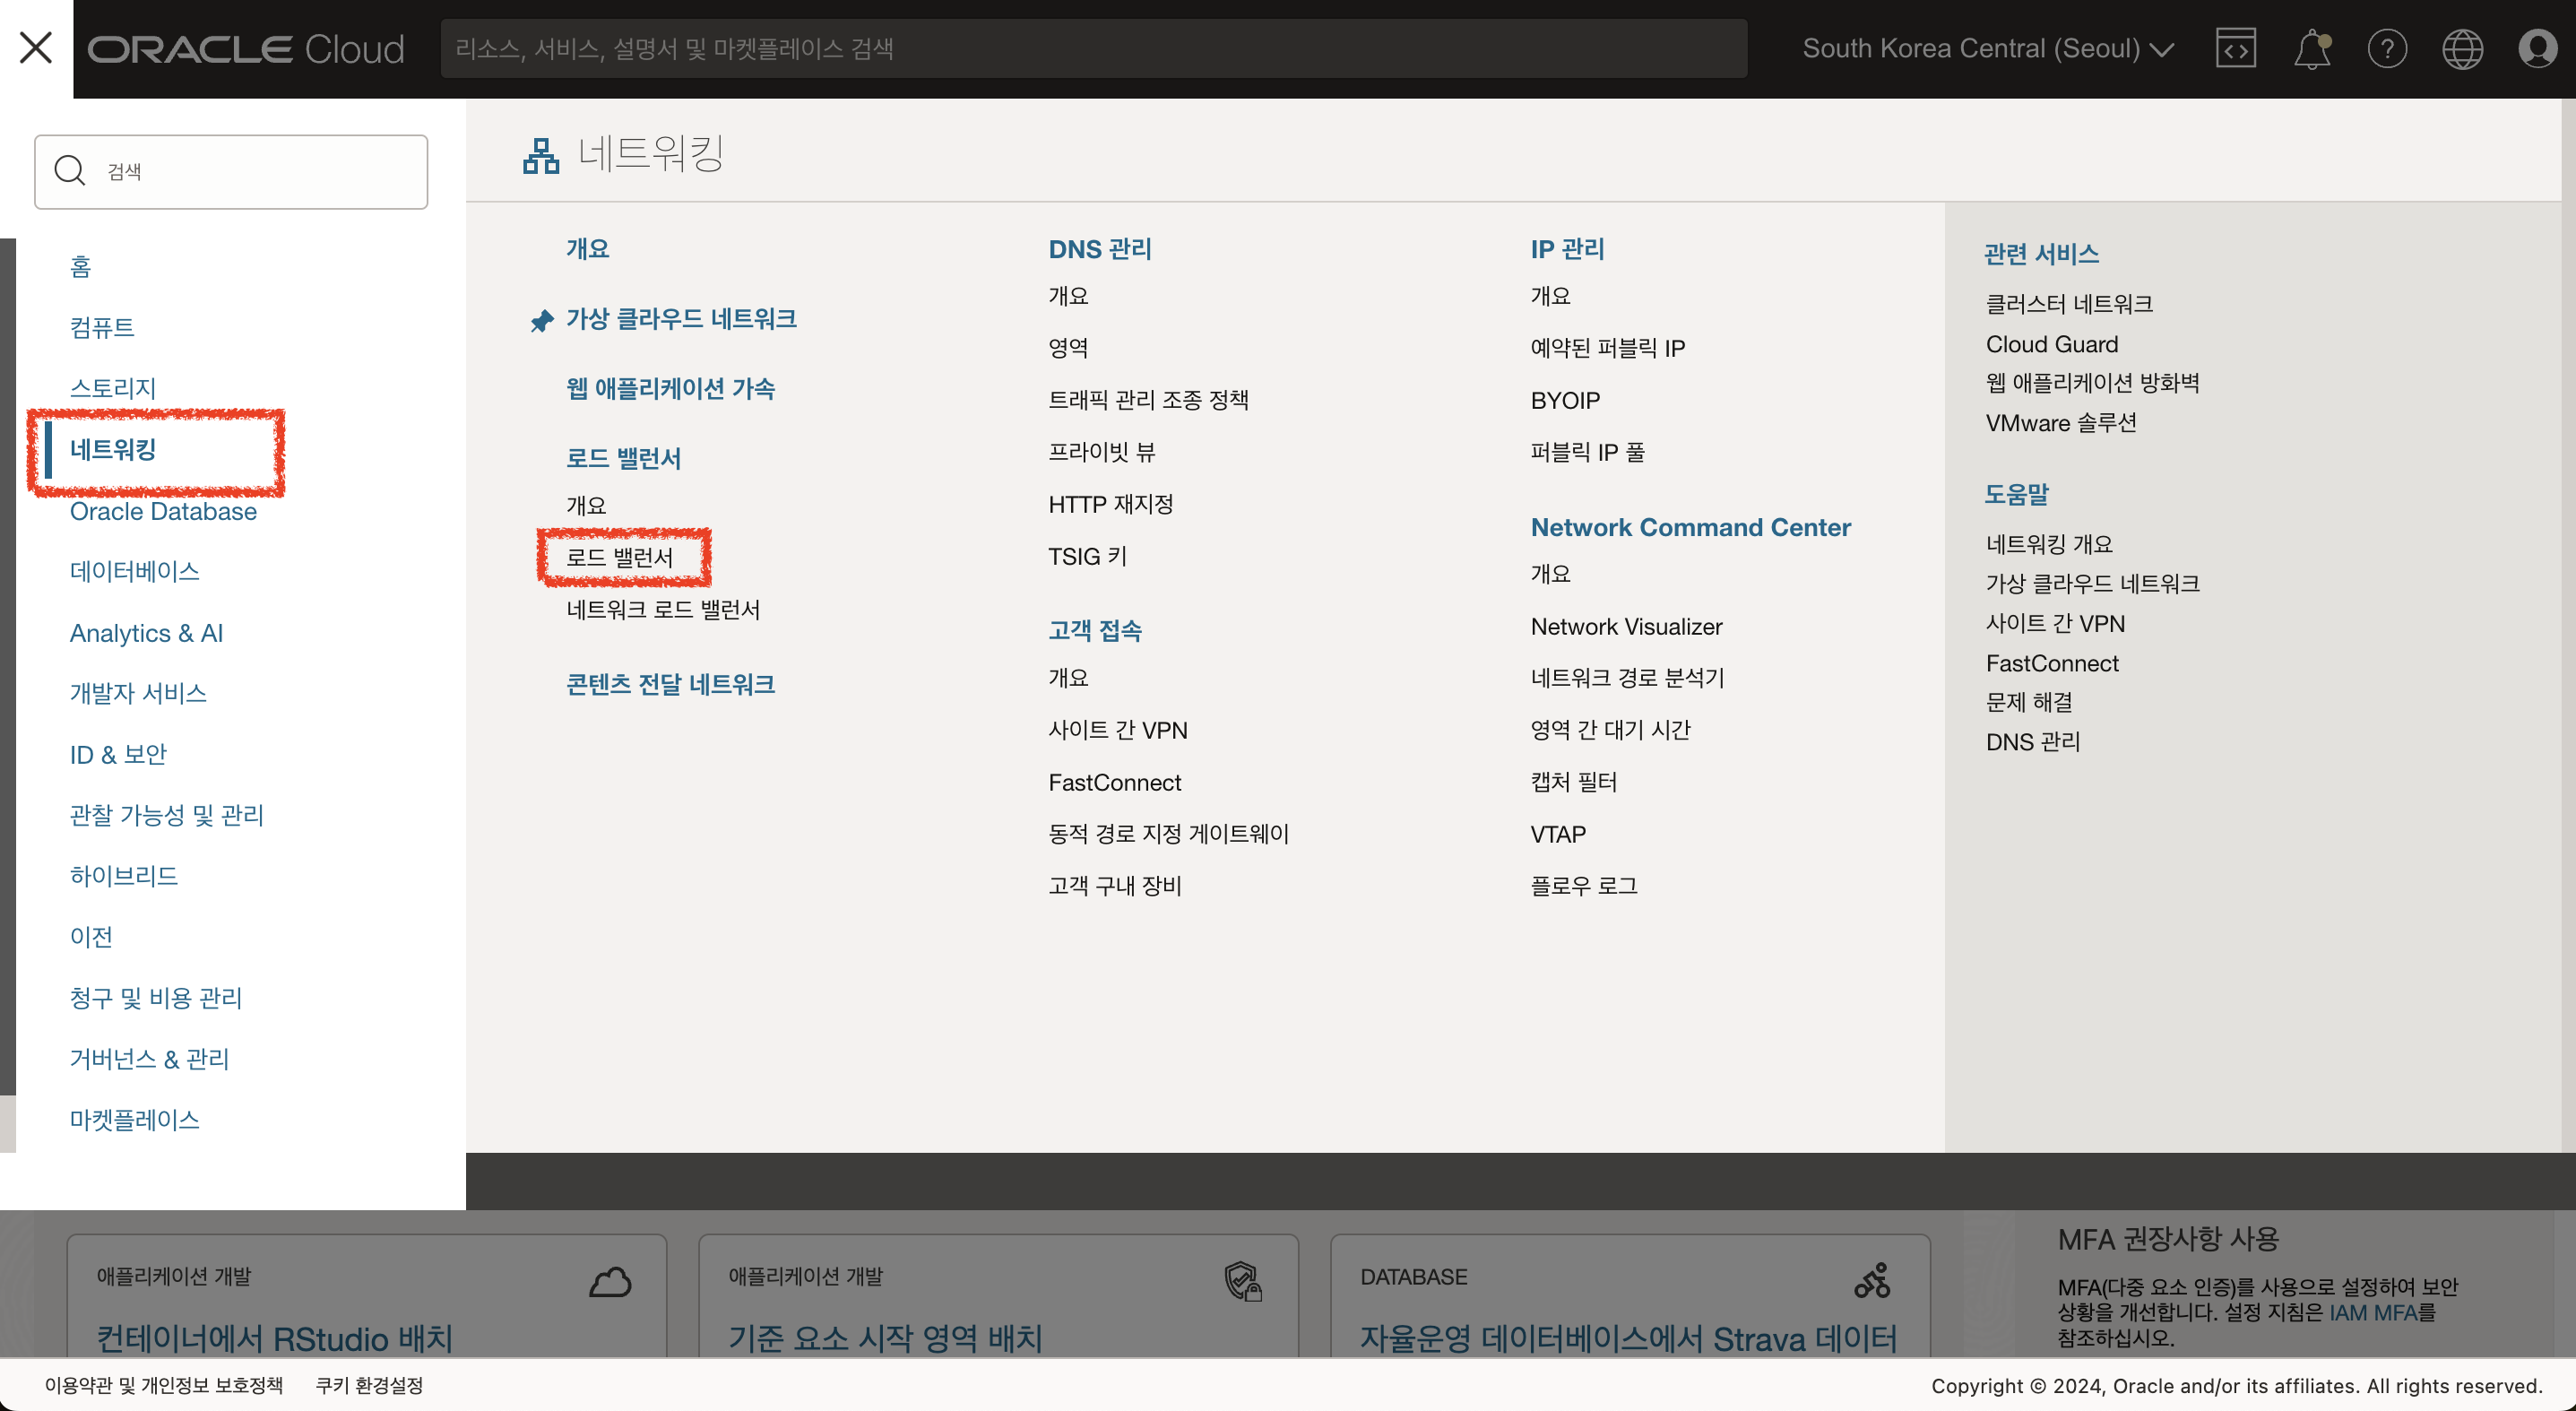 ORACLE Cloud
리소스, 서비스, 설명서 및 마켓플레이스 검색
South Korea Central (Seoul)
검색
홈
컴퓨트
스토리지
네트워킹
Oracle Database
데이터베이스
Analytics & AI
개발자 서비스
ID & 보안
관찰 가능성 및 관리
하이브리드
이전
청구 및 비용 관리
거버넌스 & 관리
마켓플레이스
네트워킹
개요
가상 클라우드 네트워크
웹 애플리케이션 가속
로드 밸런서
개요
로드 밸런서
네트워크 로드 밸런서
콘텐츠 전달 네트워크
DNS 관리
개요
영역
트래픽 관리 조종 정책
프라이빗 뷰
HTTP 재지정
TSIG 키
고객 접속
개요
사이트 간 VPN
FastConnect
동적 경로 지정 게이트웨이
고객 구내 장비
IP 관리
개요
예약된 퍼블릭 IP
BYOIP
퍼블릭 IP 풀
Network Command Center
개요
Network Visualizer
네트워크 경로 분석기
영역 간 대기 시간
캡처 필터
VTAP
플로우 로그
관련 서비스
클러스터 네트워크
Cloud Guard
웹 애플리케이션 방화벽
VMware 솔루션
도움말
네트워킹 개요
가상 클라우드 네트워크
사이트 간 VPN
FastConnect
문제 해결
DNS 관리
애플리케이션 개발
컨테이너에서 RStudio 배치
애플리케이션 개발
기준 요소 시작 영역 배치
DATABASE
자율운영 데이터베이스에서 Strava 데이터
MFA 권장사항 사용
MFA(다중 요소 인증)를 사용으로 설정하여 보안
상황을 개선합니다. 설정 지침은 IAM MFA를
참조하십시오.
이용약관 및 개인정보 보호정책
쿠키 환경설정
Copyright © 2024, Oracle and/or its affiliates. All rights reserved.